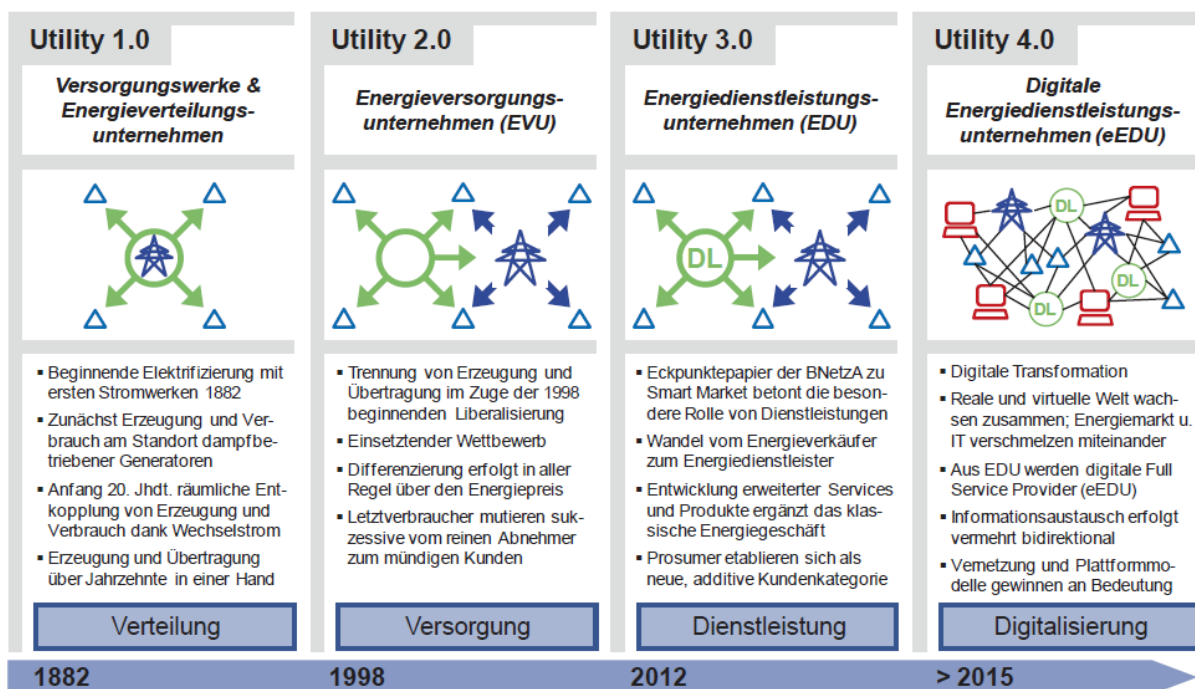 Utility 1.0
Versorgungswerke &
Energieverteilungs-
unternehmen
▪ Beginnende Elektrifizierung mit
ersten Stromwerken 1882
▪ Zunächst Erzeugung und Ver-
brauch am Standort dampfbe-
triebener Generatoren
▪ Anfang 20. Jhdt. räumliche Ent-
kopplung von Erzeugung und
Verbrauch dank Wechselstrom
▪ Erzeugung und Übertragung
über Jahrzehnte in einer Hand
Verteilung
1882
Utility 2.0
Energieversorgungs-
unternehmen (EVU)
▪ Trennung von Erzeugung und
Übertragung im Zuge der 1998
beginnenden Liberalisierung
▪ Einsetztender Wettbewerb
▪ Differenzierung erfolgt in aller
Regel über den Energiepreis
▪ Letztverbraucher mutieren suk-
zessive vom reinen Abnehmer
zum mündigen Kunden
Versorgung
1998
Utility 3.0
Energiedienstleistungs-
unternehmen (EDU)
DL
▪ Eckpunktepapier der BNetzA zu
Smart Market betont die beson-
dere Rolle von Dienstleistungen
▪ Wandel vom Energieverkäufer
zum Energiedienstleister
▪ Entwicklung erweiterter Services
und Produkte ergänzt das klas-
sische Energiegeschäft
▪ Prosumer etablieren sich als
neue, additive Kundenkategorie
Dienstleistung
2012
Utility 4.0
Digitale
Energiedienstleistungs-
unternehmen (eEDU)
DL
DL
DL
▪ Digitale Transformation
▪ Reale und virtuelle Welt wach-
sen zusammen; Energiemarkt u.
IT verschmelzen miteinander
▪ Aus EDU werden digitale Full
Service Provider (eEDU)
▪ Informationsaustausch erfolgt
vermehrt bidirektional
▪ Vernetzung und Plattformmo-
delle gewinnen an Bedeutung
Digitalisierung
> 2015